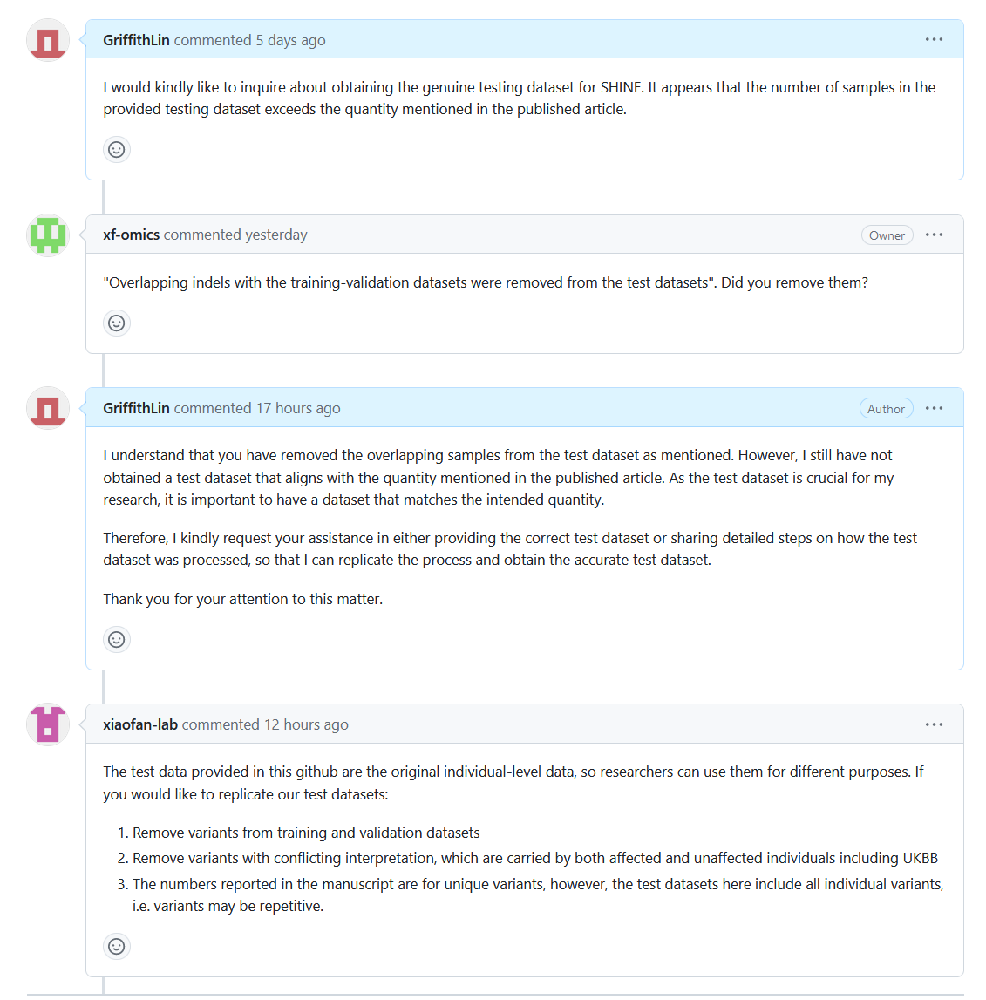 GriffithLin commented 5 days ago
I would kindly like to inquire about obtaining the genuine testing dataset for SHINE. It appears that the number of samples in the
provided testing dataset exceeds the quantity mentioned in the published article.
xf-omics commented yesterday
Owner
"Overlapping indels with the training-validation datasets were removed from the test datasets". Did you remove them?
GriffithLin commented 17 hours ago
Author
I understand that you have removed the overlapping samples from the test dataset as mentioned. However, I still have not
obtained a test dataset that aligns with the quantity mentioned in the published article. As the test dataset is crucial for my
research, it is important to have a dataset that matches the intended quantity.
Therefore, I kindly request your assistance in either providing the correct test dataset or sharing detailed steps on how the test
dataset was processed, so that I can replicate the process and obtain the accurate test dataset.
Thank you for your attention to this matter.
xiaofan-lab commented 12 hours ago
The test data provided in this github are the original individual-level data, so researchers can use them for different purposes. If
you would like to replicate our test datasets:
1. Remove variants from training and validation datasets
2. Remove variants with conflicting interpretation, which are carried by both affected and unaffected individuals including UKBB
3. The numbers reported in the manuscript are for unique variants, however, the test datasets here include all individual variants,
i.e. variants may be repetitive.